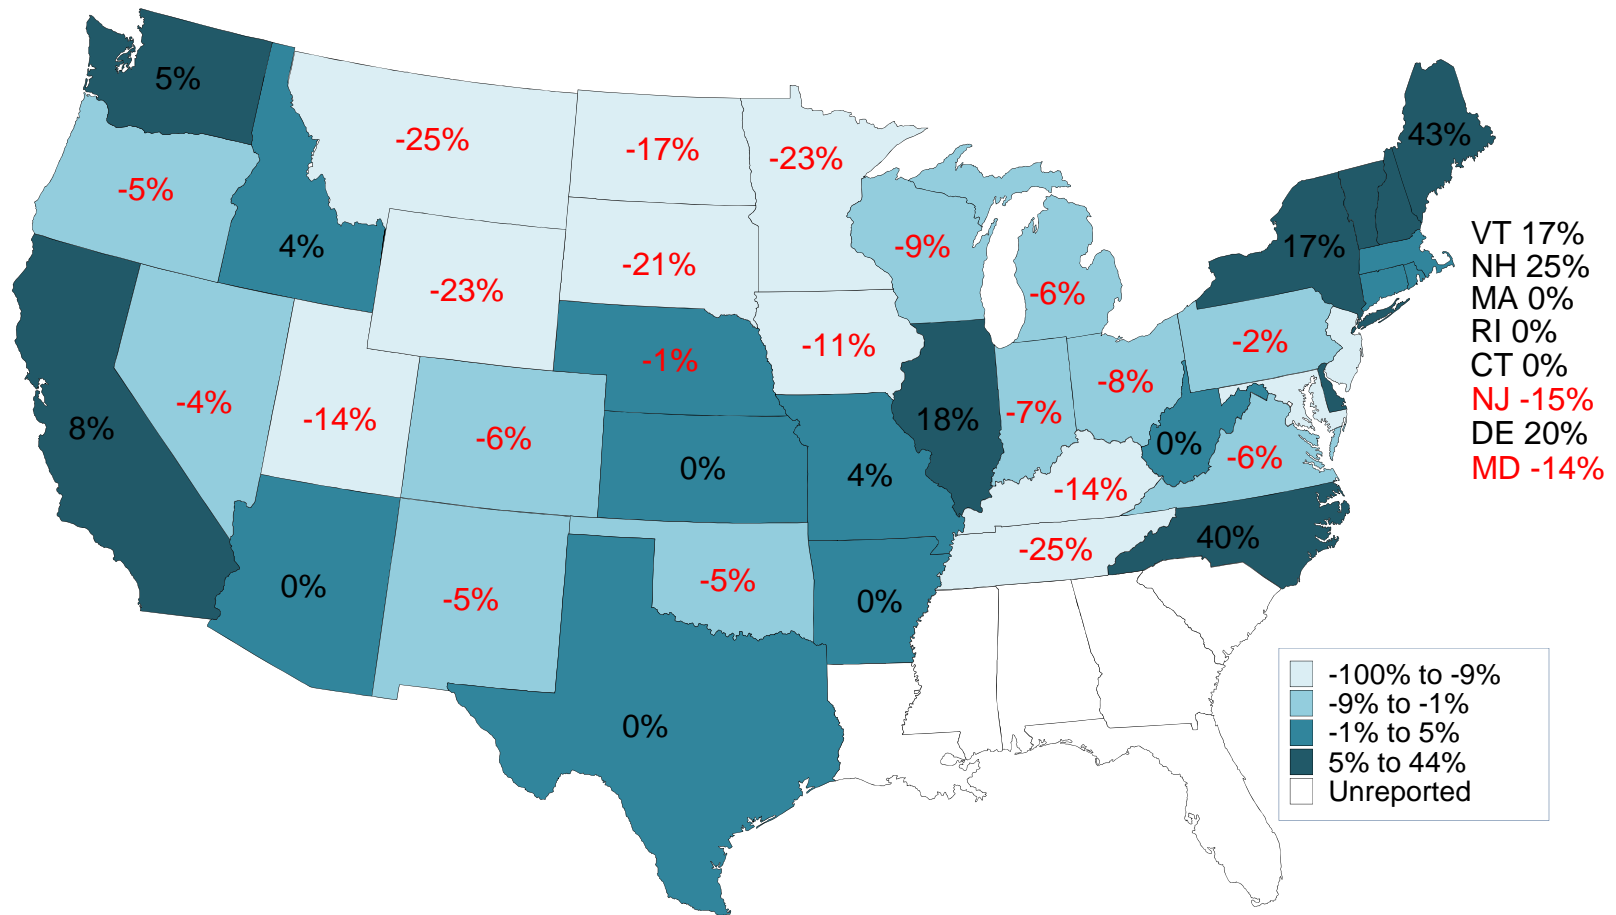 5%
43%
-25%
-17%
-23%
-5%
4%
-21%
-9%
17%
VT 17%
NH 25%
MA 0%
RI 0%
CT 0%
NJ -15%
DE 20%
MD -14%
-23%
-6%
-1%
-11%
-2%
-4%
-14%
-8%
8%
-6%
18%
-7%
0%
4%
0%
-6%
-14%
40%
-25%
0%
-5%
-5%
0%
0%
-100% to -9%
-9% to -1%
-1% to 5%
5% to 44%
Unreported